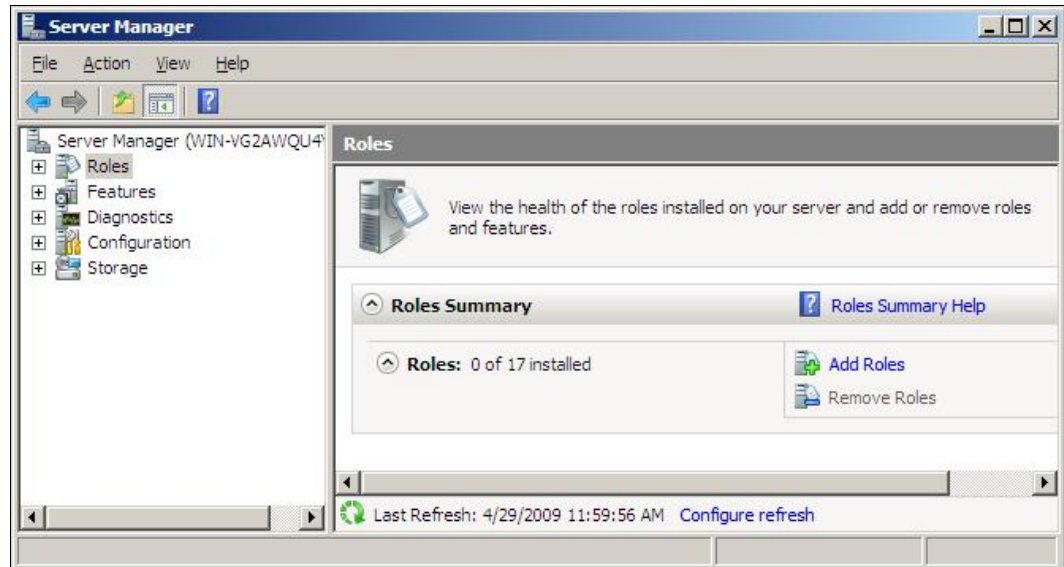 Server Manager
File Action View Help
Server Manager (WIN-VG2AWQU4
Roles
Features
Diagnostics
Configuration
Storage
Roles
View the health of the roles installed on your server and add or remove roles
and features.
Roles Summary
Roles Summary Help
Roles: 0 of 17 installed
Add Roles
Remove Roles
Last Refresh: 4/29/2009 11:59:56 AM Configure refresh